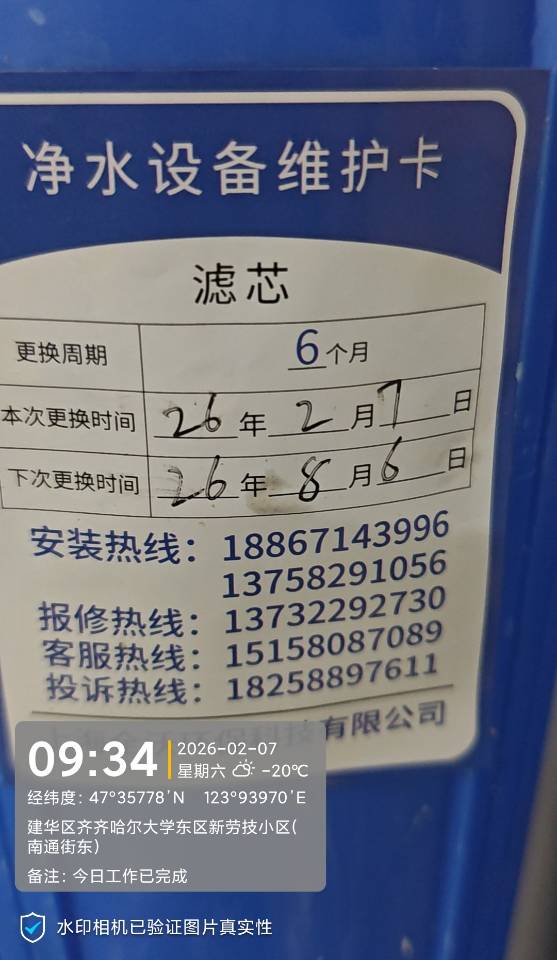 净水设备维护卡
滤芯
更换周期 6个月
本次更换时间 26年2月7日
下次更换时间 26年8月6日
安装热线：18867143996
13758291056
报修热线：13732292730
客服热线：15158087089
投诉热线：18258897611
环保科技有限公司
09:34
2026-02-07
星期六 -20℃
经纬度：47°35778'N 123°93970'E
建华区齐齐哈尔大学东区新劳技小区(
南通街东)
备注：今日工作已完成
水印相机已验证图片真实性